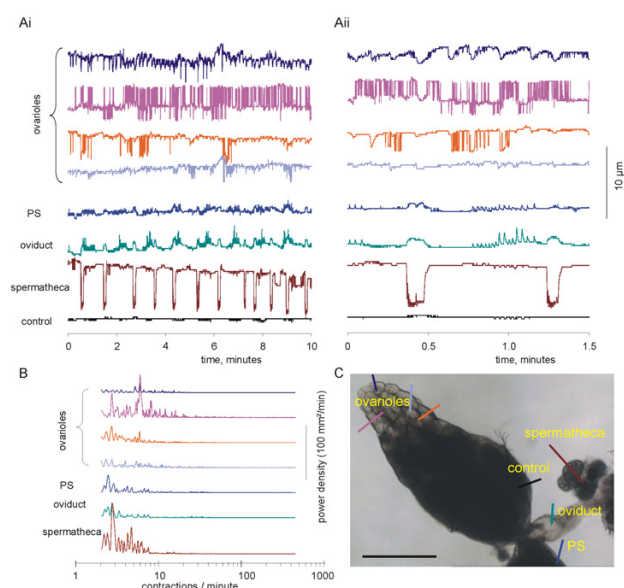 Ai
Aii
ovarioles
PS
oviduct
spermatheca
control
10 µm
0 2 4 6 8 10
time, minutes
0 0.5 1.0 1.5
time, minutes
B
ovarioles
PS
oviduct
spermatheca
power density (100 mm²/min)
1 10 100 1000
contractions / minute
C
ovarioles
spermatheca
control
oviduct
PS